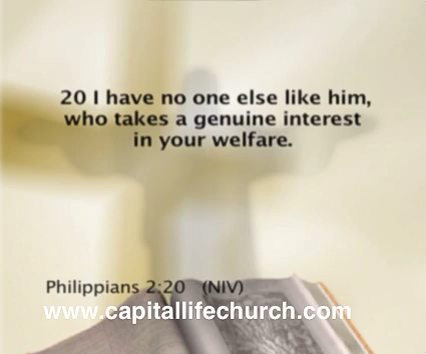 20 I have no one else like him,
who takes a genuine interest
in your welfare.
Philippians 2:20 (NIV)
www.capitallifechurch.com